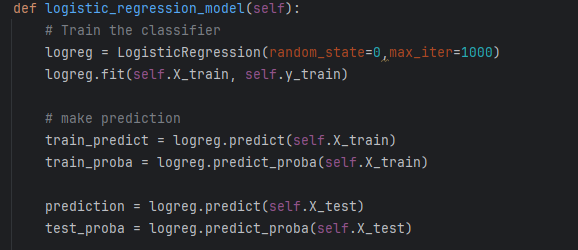 def logistic_regression_model(self):
# Train the classifier
logreg = LogisticRegression(random_state=0,max_iter=1000)
logreg.fit(self.X_train, self.y_train)
# make prediction
train_predict = logreg.predict(self.X_train)
train_proba = logreg.predict_proba(self.X_train)
prediction = logreg.predict(self.X_test)
test_proba = logreg.predict_proba(self.X_test)